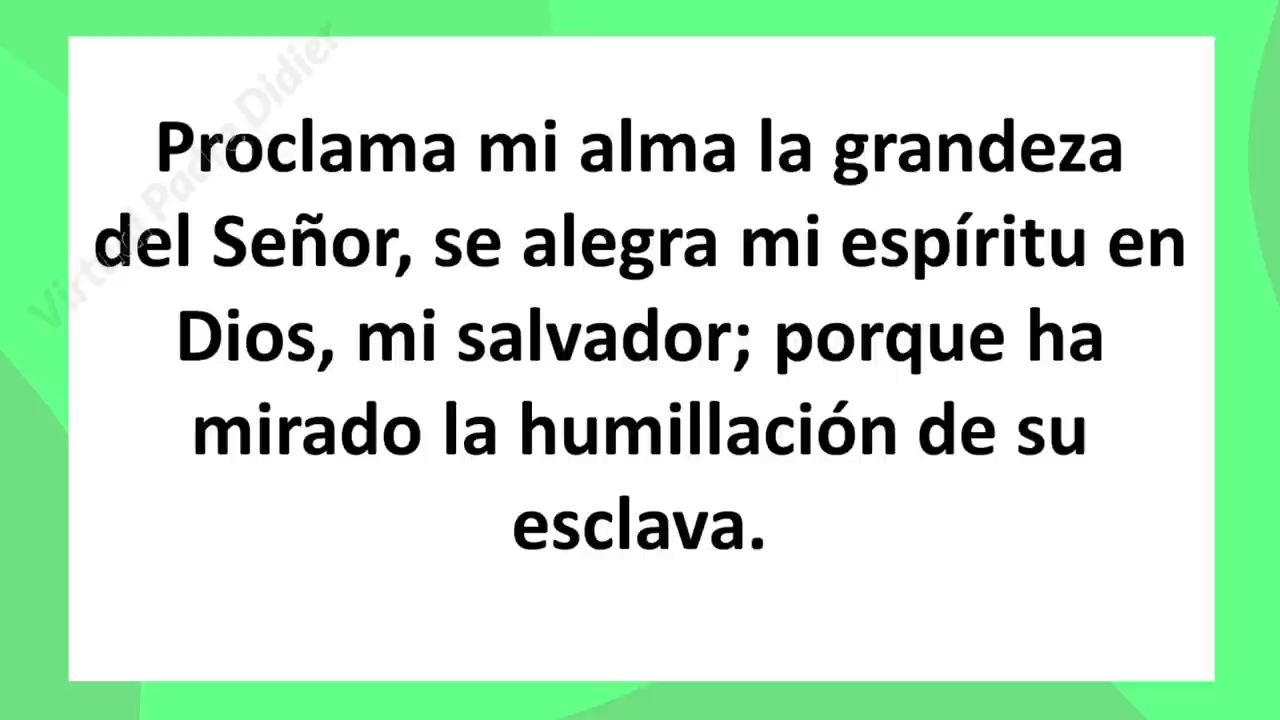 Proclama mi alma la grandeza
del Señor, se alegra mi espíritu en
Dios, mi salvador; porque ha
mirado la humillación de su
esclava.
Didier